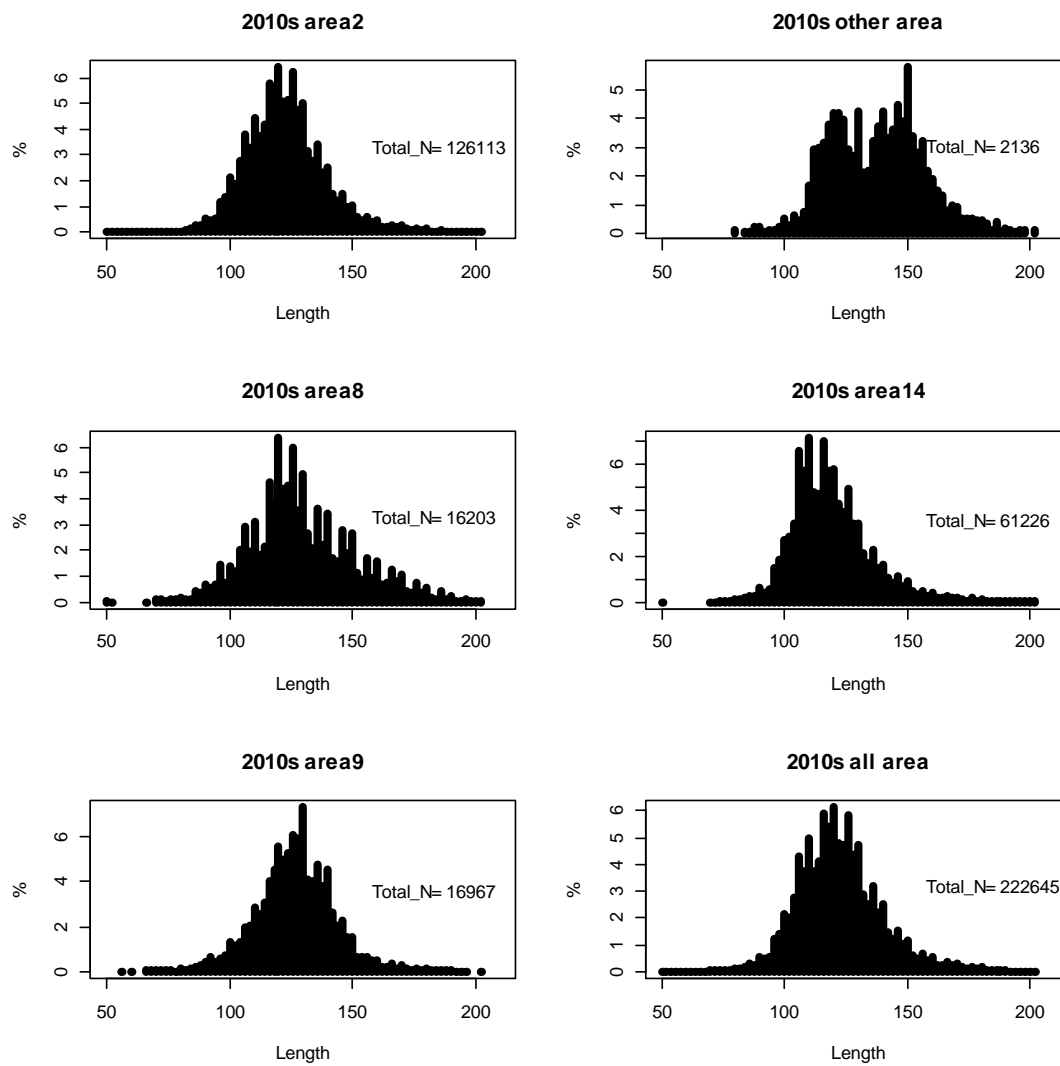 2010s area2
%
0 1 2 3 4 5 6
Total_N= 126113
50 100 150 200
Length
2010s other area
%
0 1 2 3 4 5
Total_N= 2136
50 100 150 200
Length
2010s area8
%
0 1 2 3 4 5 6
Total_N= 16203
50 100 150 200
Length
2010s area14
%
0 2 4 6
Total_N= 61226
50 100 150 200
Length
2010s area9
%
0 2 4 6
Total_N= 16967
50 100 150 200
Length
2010s all area
%
0 1 2 3 4 5 6
Total_N= 222645
50 100 150 200
Length